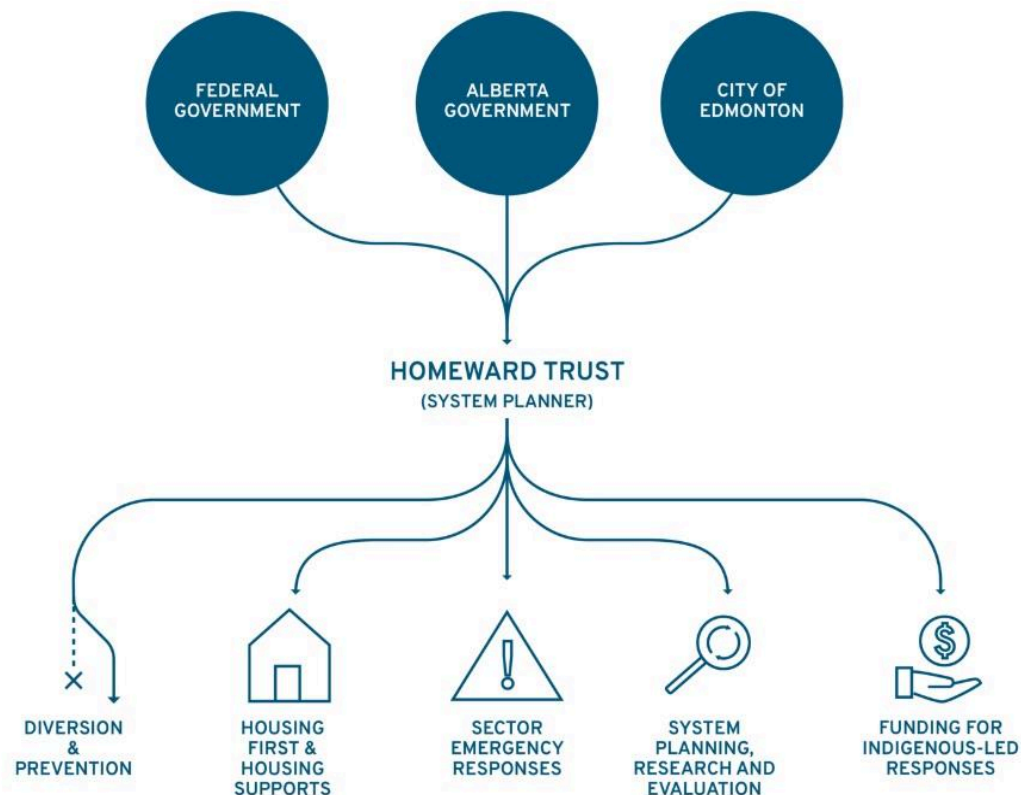 FEDERAL
GOVERNMENT
ALBERTA
GOVERNMENT
CITY OF
EDMONTON
HOMEWARD TRUST
(SYSTEM PLANNER)
DIVERSION
&
PREVENTION
HOUSING
FIRST &
HOUSING
SUPPORTS
SECTOR
EMERGENCY
RESPONSES
SYSTEM
PLANNING,
RESEARCH AND
EVALUATION
FUNDING FOR
INDIGENOUS-LED
RESPONSES